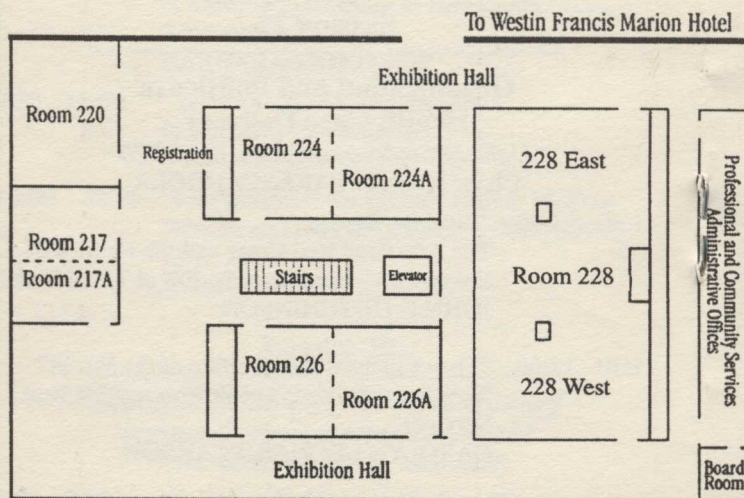 To Westin Francis Marion Hotel
Exhibition Hall
Room 220
Registration
Room 224
Room 224A
228 East
Professional and Community Services
Administrative Offices
Room 217
Room 217A
Stairs
Elevator
Room 228
Room 226
Room 226A
228 West
Exhibition Hall
Board
Room